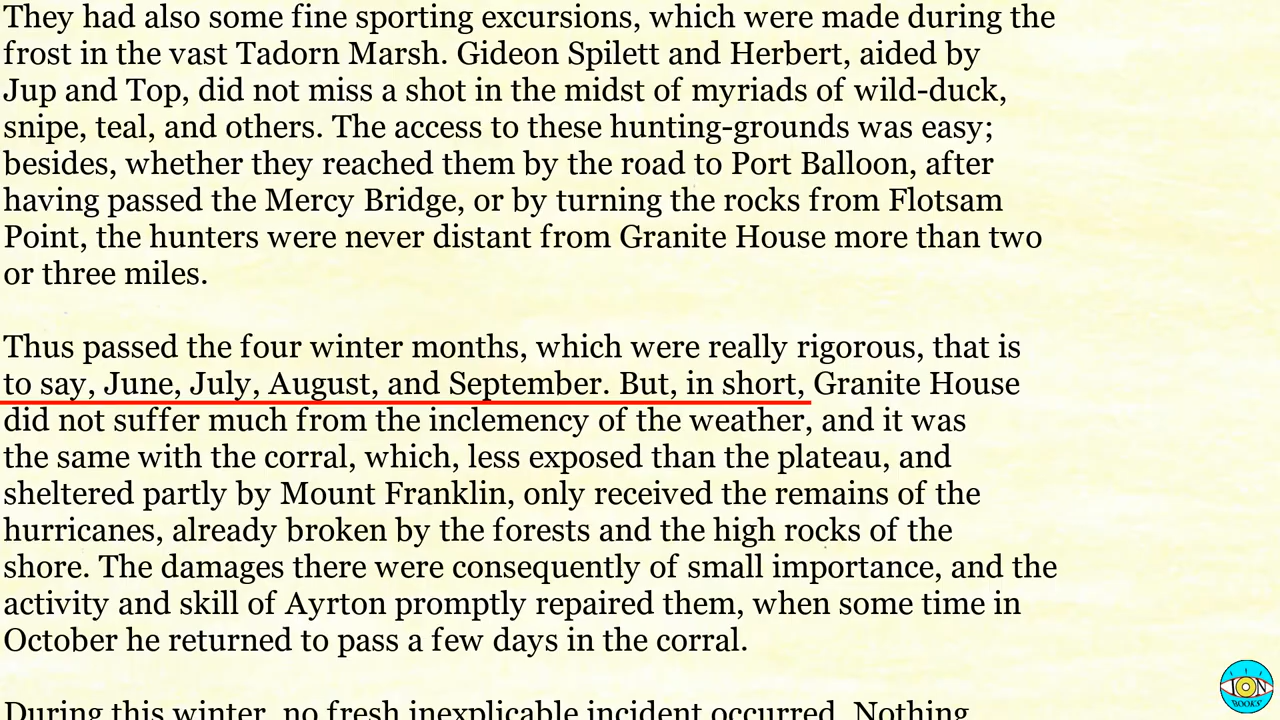 They had also some fine sporting excursions, which were made during the
frost in the vast Tadorn Marsh. Gideon Spilett and Herbert, aided by
Jup and Top, did not miss a shot in the midst of myriads of wild-duck,
snipe, teal, and others. The access to these hunting-grounds was easy;
besides, whether they reached them by the road to Port Balloon, after
having passed the Mercy Bridge, or by turning the rocks from Flotsam
Point, the hunters were never distant from Granite House more than two
or three miles.
Thus passed the four winter months, which were really rigorous, that is
to say, June, July, August, and September. But, in short, Granite House
did not suffer much from the inclemency of the weather, and it was
the same with the corral, which, less exposed than the plateau, and
sheltered partly by Mount Franklin, only received the remains of the
hurricanes, already broken by the forests and the high rocks of the
shore. The damages there were consequently of small importance, and the
activity and skill of Ayrton promptly repaired them, when some time in
October he returned to pass a few days in the corral.
During this winter, no fresh inexplicable incident occurred. Nothing
ION
BOOKS